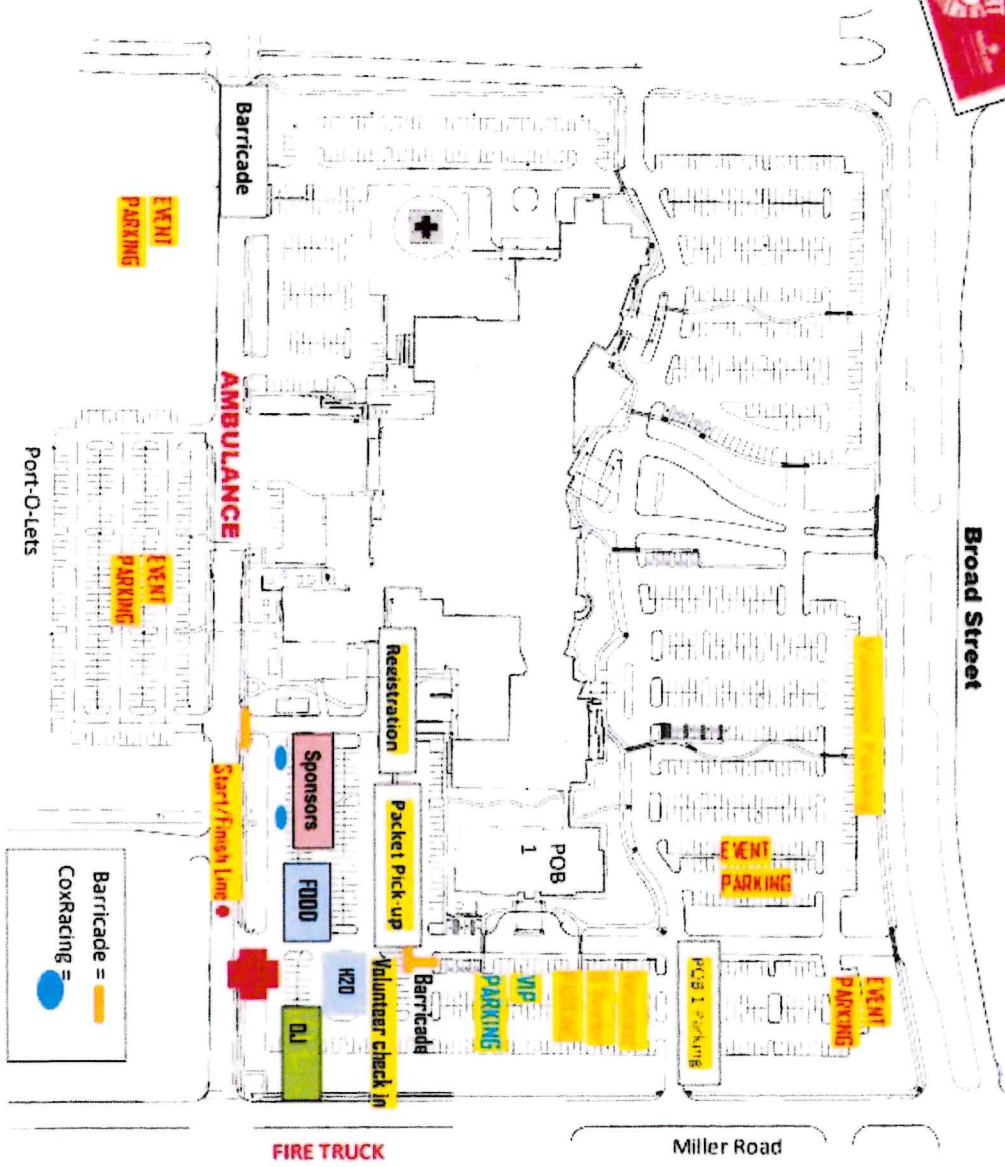 Broad Street
Barricade
EVENT
PARKING
AMBULANCE
Port-O-Lets
EVENT
PARKING
Registration
Sponsors
Packet Pick-up
POB
1
EVENT
PARKING
Start/Finish Line
FOOD
H2O
DJ
Volunteer check in
Barricade
VIP
PARKING
POB 1 Parking
EVENT
PARKING
Barricade =
CoxRacing =
FIRE TRUCK
Miller Road